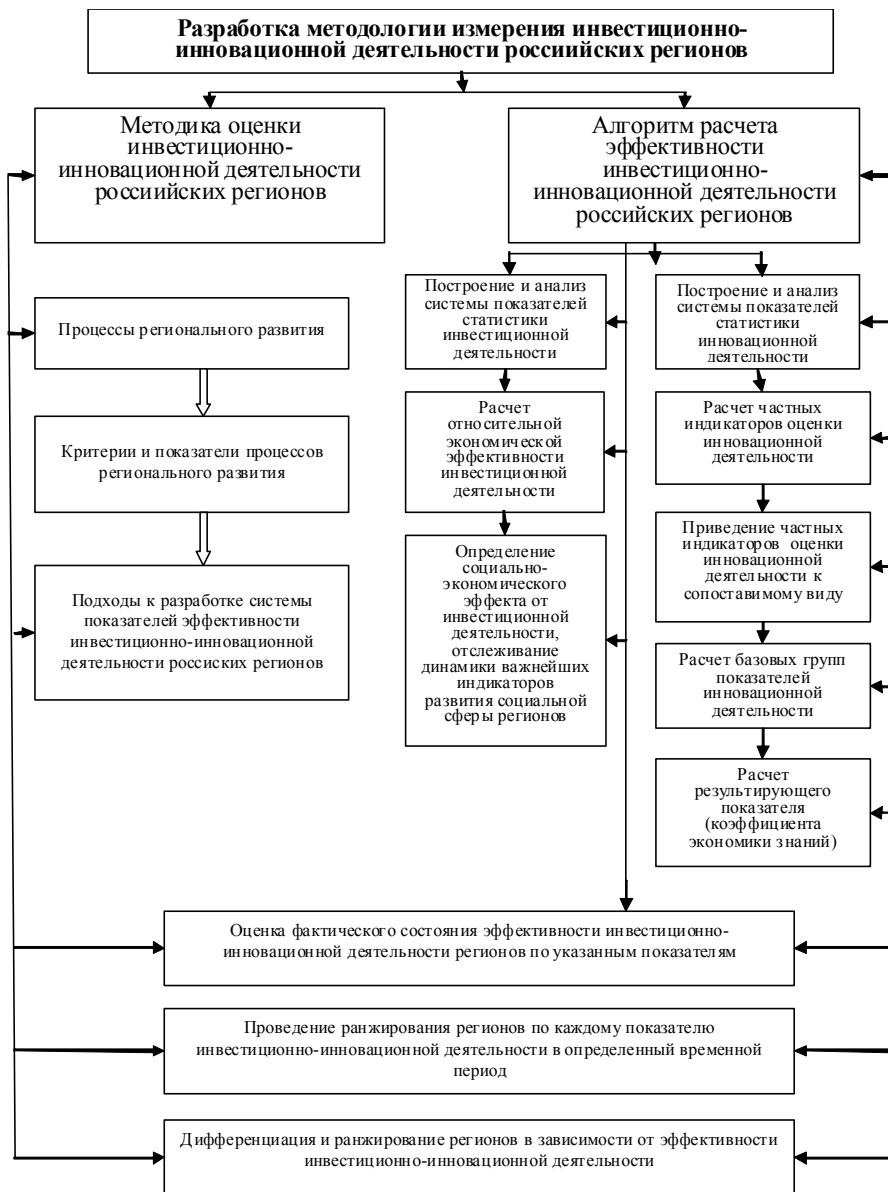 Разработка методологии измерения инвестиционно-
инновационной деятельности россиийских регионов
Методика оценки
инвестиционно-
инновационной деятельности
россиийских регионов
Алгоритм расчета
эффективности
инвестиционно-
инновационной деятельности
российских регионов
Процессы регионального развития
Критерии и показатели процессов
регионального развития
Подходы к разработке системы
показателей эффективности
инвестиционно-инновационной
деятельности россиских регионов
Построение и анализ
системы показателей
статистики
инвестиционной
деятельности
Расчет
относительной
экономической
эффективности
инвестиционной
деятельности
Определение
социально-
экономического
эффекта от
инвестиционной
деятельности,
отслеживание
динамики важнейших
индикаторов
развития социальной
сферы регионов
Построение и анализ
системы показателей
статистики
инновационной
деятельности
Расчет частных
индикаторов оценки
инновационной
деятельности
Приведение частных
индикаторов оценки
инновационной
деятельности к
сопоставимому виду
Расчет базовых групп
показателей
инновационной
деятельности
Расчет
результирующего
показателя
(коэффициента
экономики знаний)
Оценка фактического состояния эффективности инвестиционно-
инновационной деятельности регионов по указанным показателям
Проведение ранжирования регионов по каждому показателю
инвестиционно-инновационной деятельности в определенный временной
период
Дифференциация и ранжирование регионов в зависимости от эффективности
инвестиционно-инновационной деятельности